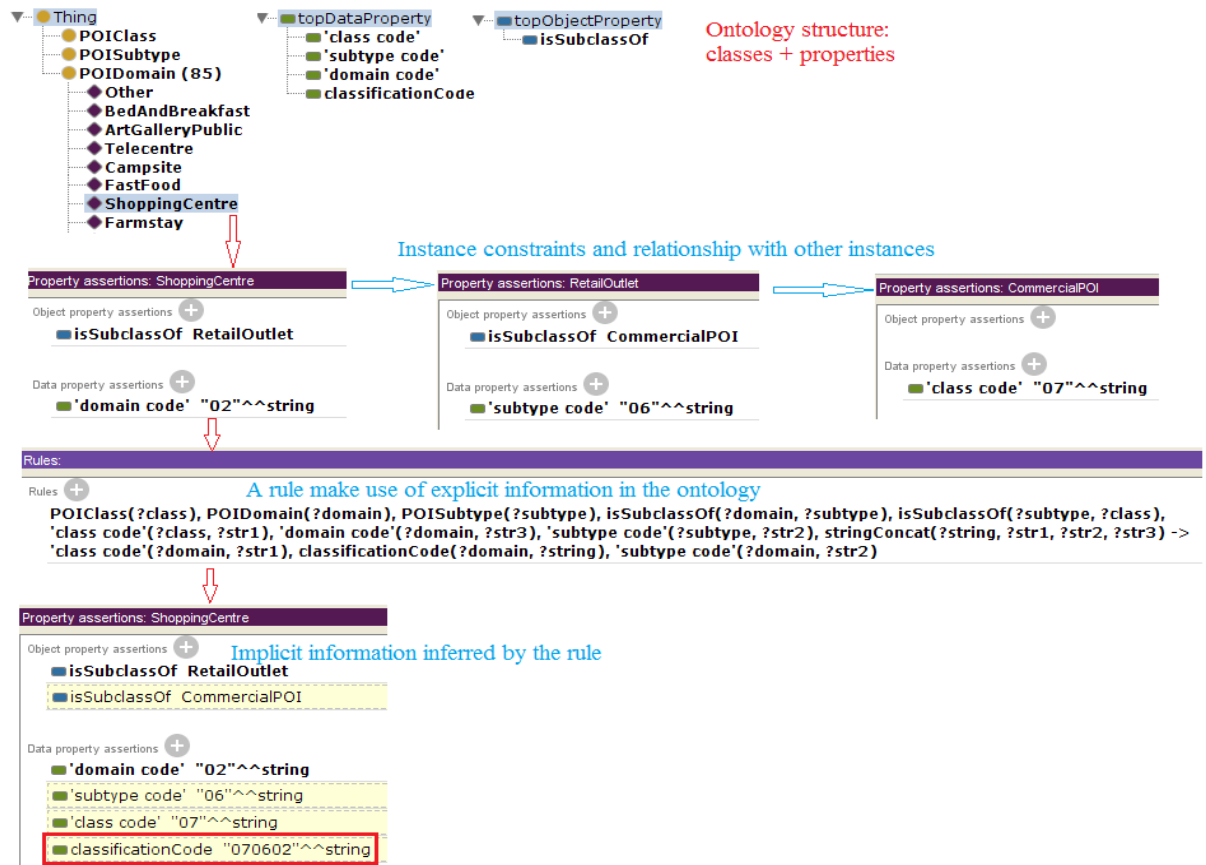 Thing
POIClass
POISubtype
POIDomain (85)
Other
BedAndBreakfast
ArtGalleryPublic
Telecentre
Campsite
FastFood
ShoppingCentre
Farmstay
topDataProperty
'class code'
'subtype code'
'domain code'
classificationCode
topObjectProperty
isSubclassOf
Ontology structure:
classes + properties
Instance constraints and relationship with other instances
Property assertions: ShoppingCentre
Object property assertions
isSubclassOf RetailOutlet
Data property assertions
'domain code' "02"^^string
Property assertions: RetailOutlet
Object property assertions
isSubclassOf CommercialPOI
Data property assertions
'subtype code' "06"^^string
Property assertions: CommercialPOI
Object property assertions
Data property assertions
'class code' "07"^^string
Rules:
Rules
A rule make use of explicit information in the ontology
POIClass(?class), POIDomain(?domain), POISubtype(?subtype), isSubclassOf(?domain, ?subtype), isSubclassOf(?subtype, ?class),
'class code'(?class, ?str1), 'domain code'(?domain, ?str3), 'subtype code'(?subtype, ?str2), stringConcat(?string, ?str1, ?str2, ?str3) ->
'class code'(?domain, ?str1), classificationCode(?domain, ?string), 'subtype code'(?domain, ?str2)
Property assertions: ShoppingCentre
Object property assertions
Implicit information inferred by the rule
isSubclassOf RetailOutlet
isSubclassOf CommercialPOI
Data property assertions
'domain code' "02"^^string
'subtype code' "06"^^string
'class code' "07"^^string
classificationCode "070602"^^string